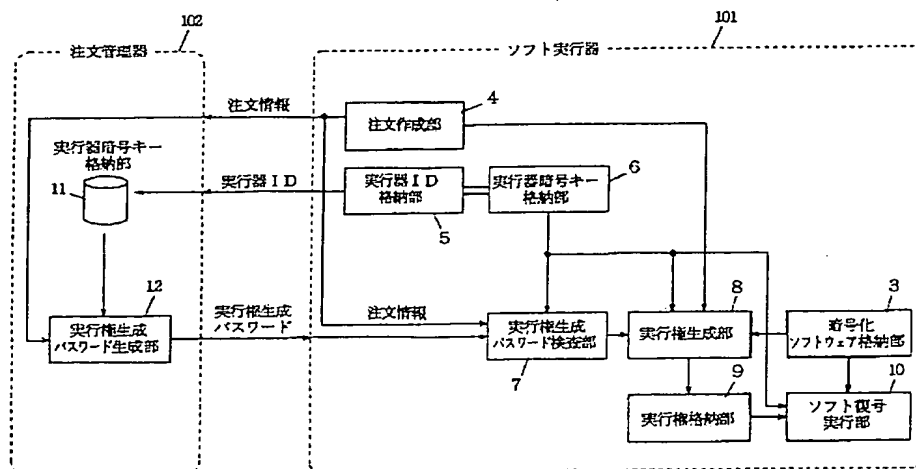 102
101
注文管理器
ソフト実行器
注文情報
4
注文作成部
実行器暗号キー
格納部
11
実行器ID
実行器ID
格納部
5
実行器暗号キー
格納部
6
12
実行権生成
パスワード生成部
実行権生成
パスワード
注文情報
実行権生成
パスワード検査部
7
8
実行権生成部
3
暗号化
ソフトウェア格納部
9
実行権格納部
10
ソフト復号
実行部